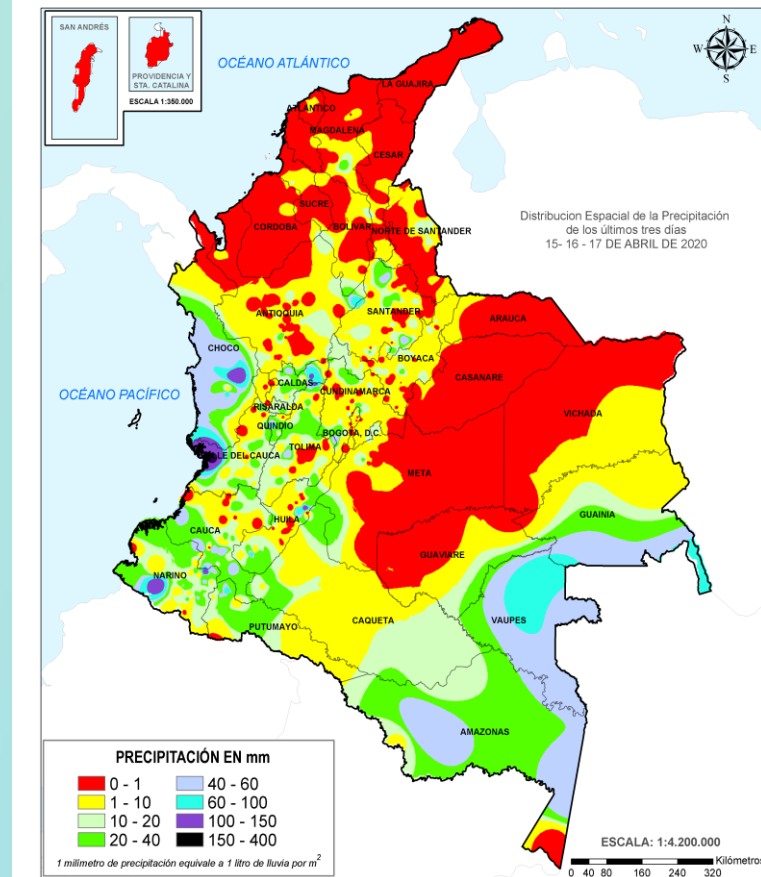 SAN ANDRÉS
PROVIDENCIA Y
STA. CATALINA
ESCALA 1:350.000
OCÉANO ATLÁNTICO
N
W E
S
LA GUAJIRA
ATLÁNTICO
MAGDALENA
CESAR
SUCRE
CORDOBA
BOLIVAR
NORTE DE SANTANDER
Distribucion Espacial de la Precipitación
de los últimos tres días
15- 16 - 17 DE ABRIL DE 2020
ANTIOQUIA
SANTANDER
ARAUCA
CHOCO
BOYACA
OCÉANO PACÍFICO
CALDAS
CUNDINAMARCA
CASANARE
RISARALDA
VICHADA
QUINDIO
BOGOTA, D.C.
TOLIMA
VALLE DEL CAUCA
META
HUILA
GUAINIA
CAUCA
GUAVIARE
NARIÑO
VAUPES
PUTUMAYO
CAQUETA
AMAZONAS
PRECIPITACIÓN EN mm
0 - 1 40 - 60
1 - 10 60 - 100
10 - 20 100 - 150
20 - 40 150 - 400
1 milímetro de precipitación equivale a 1 litro de lluvia por m²
ESCALA: 1:4.200.000
Kilómetros
0 40 80 160 240 320